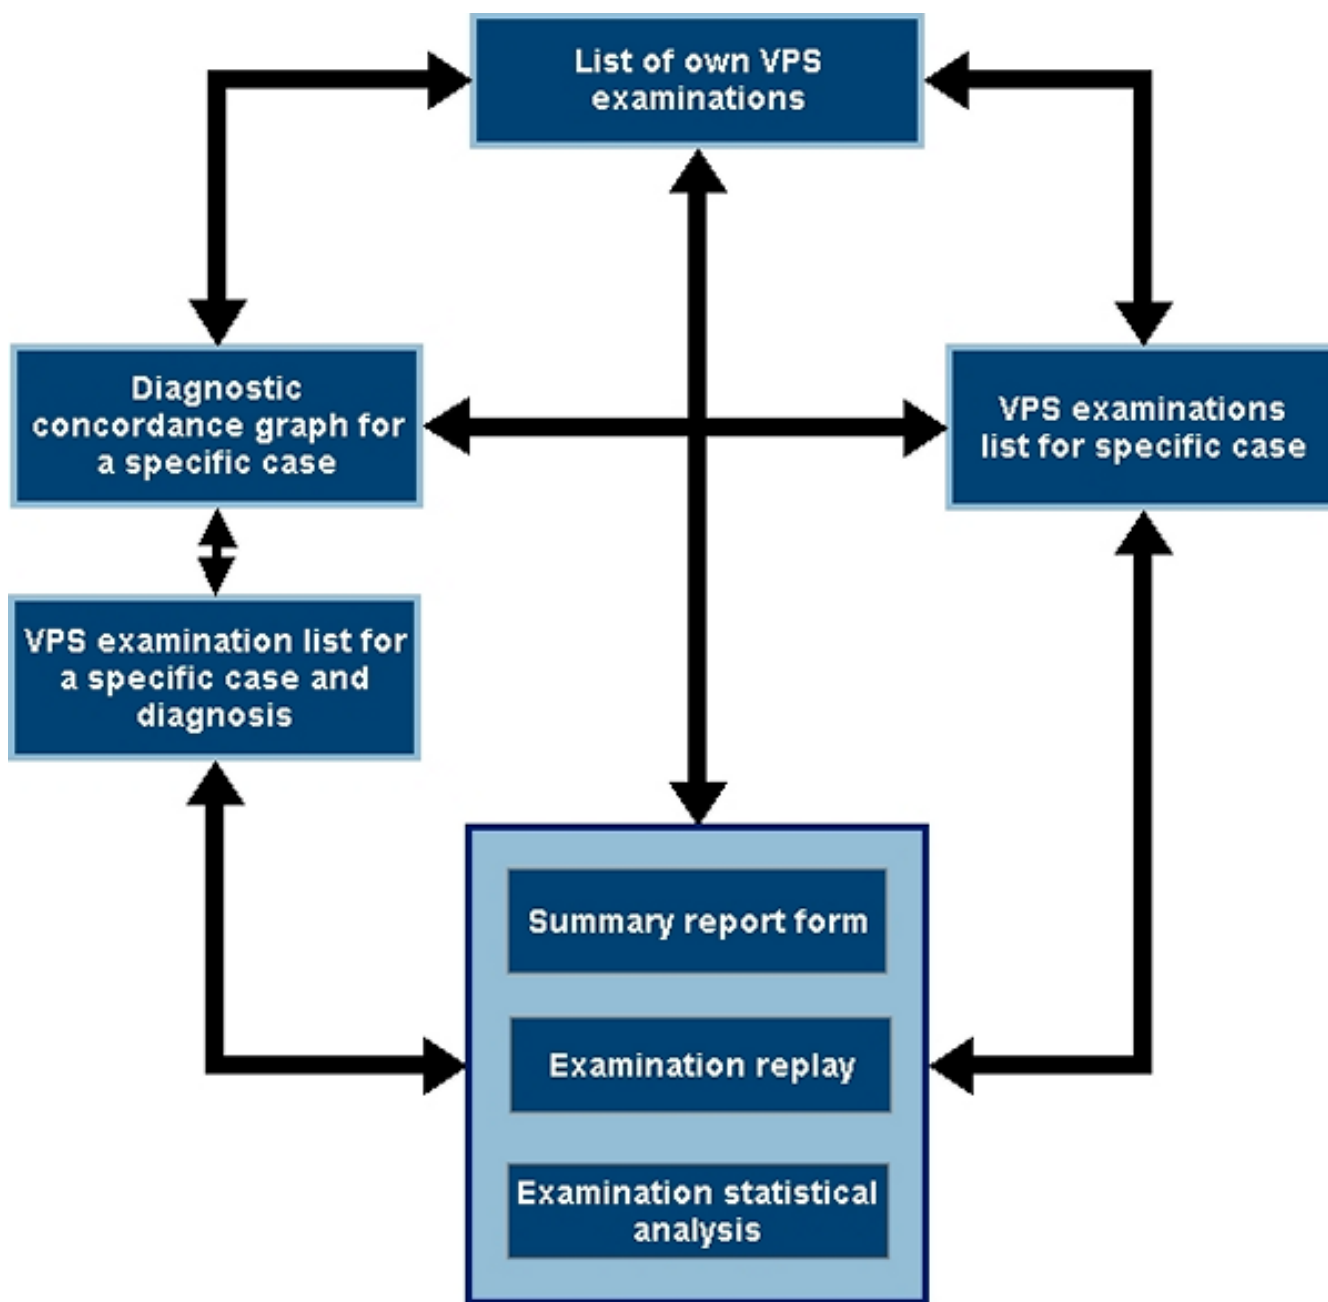 List of own VPS
examinations
Diagnostic
concordance graph for
a specific case
VPS examinations
list for specific case
VPS examination list for
a specific case and
diagnosis
Summary report form
Examination replay
Examination statistical
analysis